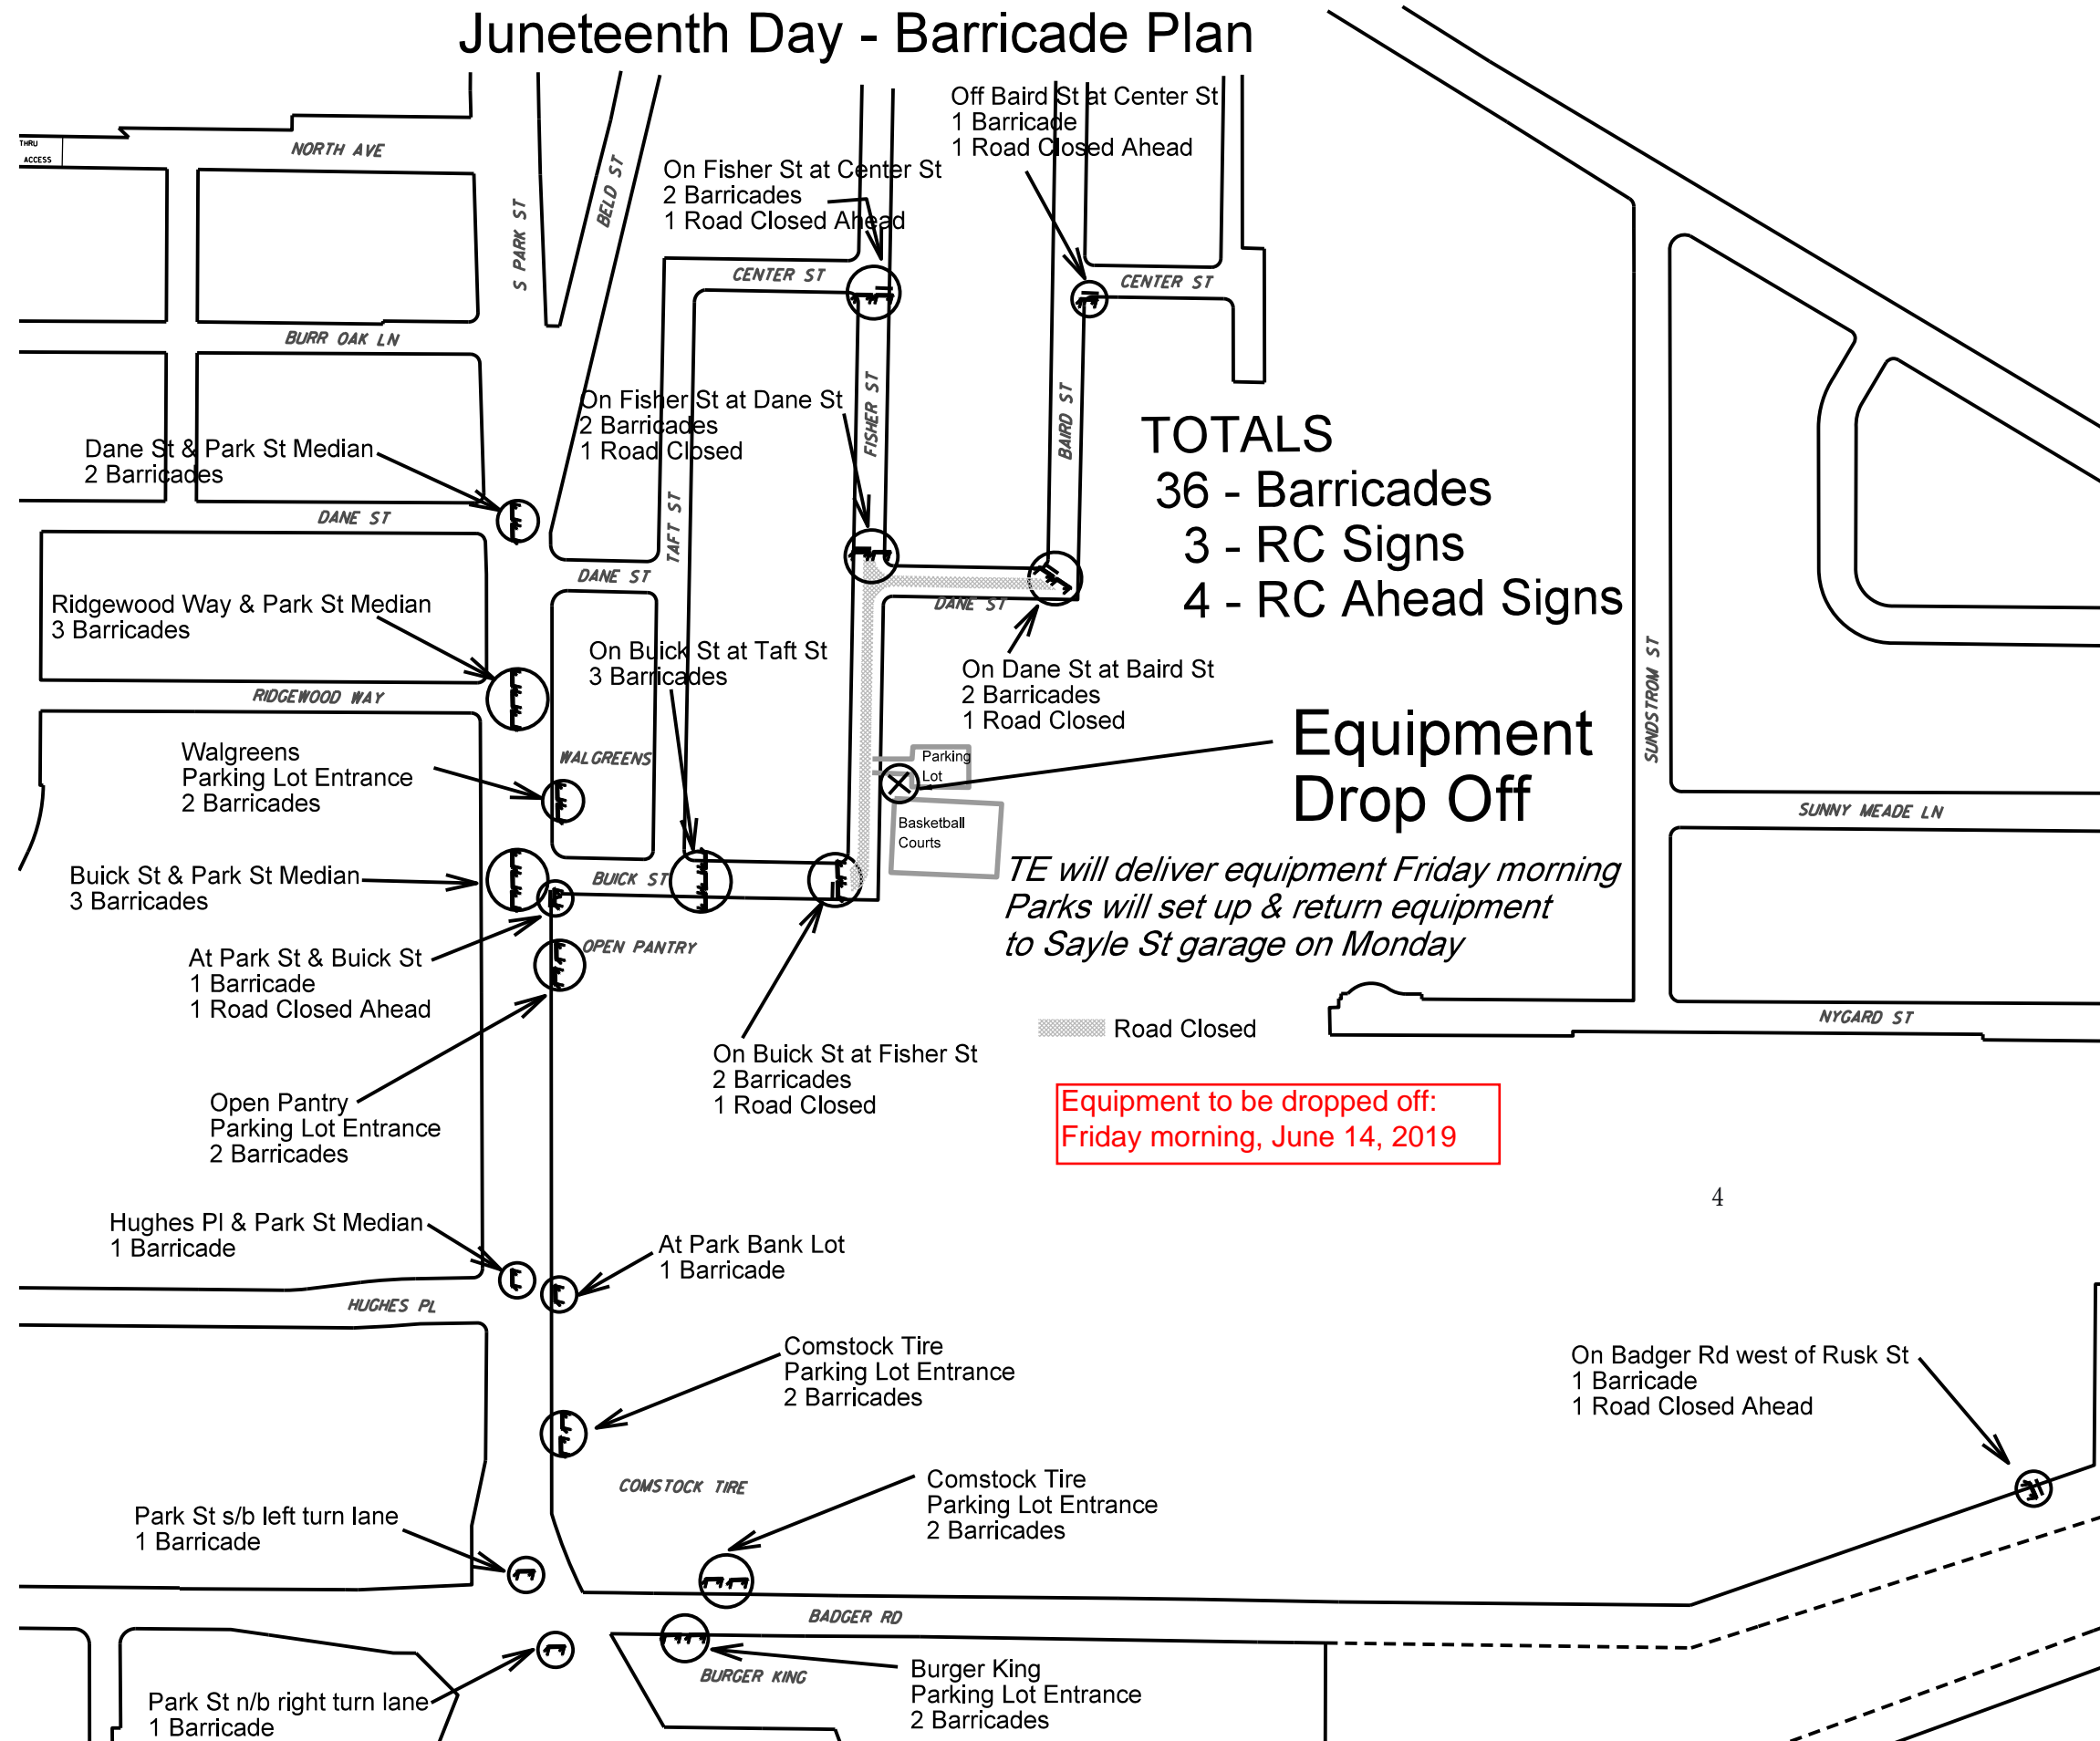 Juneteenth Day - Barricade Plan
Off Baird St at Center St
1 Barricade
1 Road Closed Ahead
THRU
ACCESS
NORTH AVE
BELD ST
S PARK ST
On Fisher St at Center St
2 Barricades
1 Road Closed Ahead
CENTER ST
CENTER ST
BURR OAK LN
On Fisher St at Dane St
2 Barricades
1 Road Closed
FISHER ST
BAIRD ST
TOTALS
36 - Barricades
3 - RC Signs
4 - RC Ahead Signs
Dane St & Park St Median
2 Barricades
DANE ST
TAFT ST
DANE ST
DANE ST
Ridgewood Way & Park St Median
3 Barricades
RIDGEWOOD WAY
On Buick St at Taft St
3 Barricades
On Dane St at Baird St
2 Barricades
1 Road Closed
SUNDSTROM ST
Equipment
Drop Off
Walgreens
Parking Lot Entrance
2 Barricades
WALGREENS
Parking
Lot
Basketball
Courts
SUNNY MEADE LN
Buick St & Park St Median
3 Barricades
BUICK ST
TE will deliver equipment Friday morning
Parks will set up & return equipment
to Sayle St garage on Monday
At Park St & Buick St
1 Barricade
1 Road Closed Ahead
OPEN PANTRY
Road Closed
NYGARD ST
On Buick St at Fisher St
2 Barricades
1 Road Closed
Open Pantry
Parking Lot Entrance
2 Barricades
Equipment to be dropped off:
Friday morning, June 14, 2019
4
Hughes Pl & Park St Median
1 Barricade
At Park Bank Lot
1 Barricade
HUGHES PL
Comstock Tire
Parking Lot Entrance
2 Barricades
On Badger Rd west of Rusk St
1 Barricade
1 Road Closed Ahead
COMSTOCK TIRE
Comstock Tire
Parking Lot Entrance
2 Barricades
Park St s/b left turn lane
1 Barricade
BADGER RD
BURGER KING
Burger King
Parking Lot Entrance
2 Barricades
Park St n/b right turn lane
1 Barricade